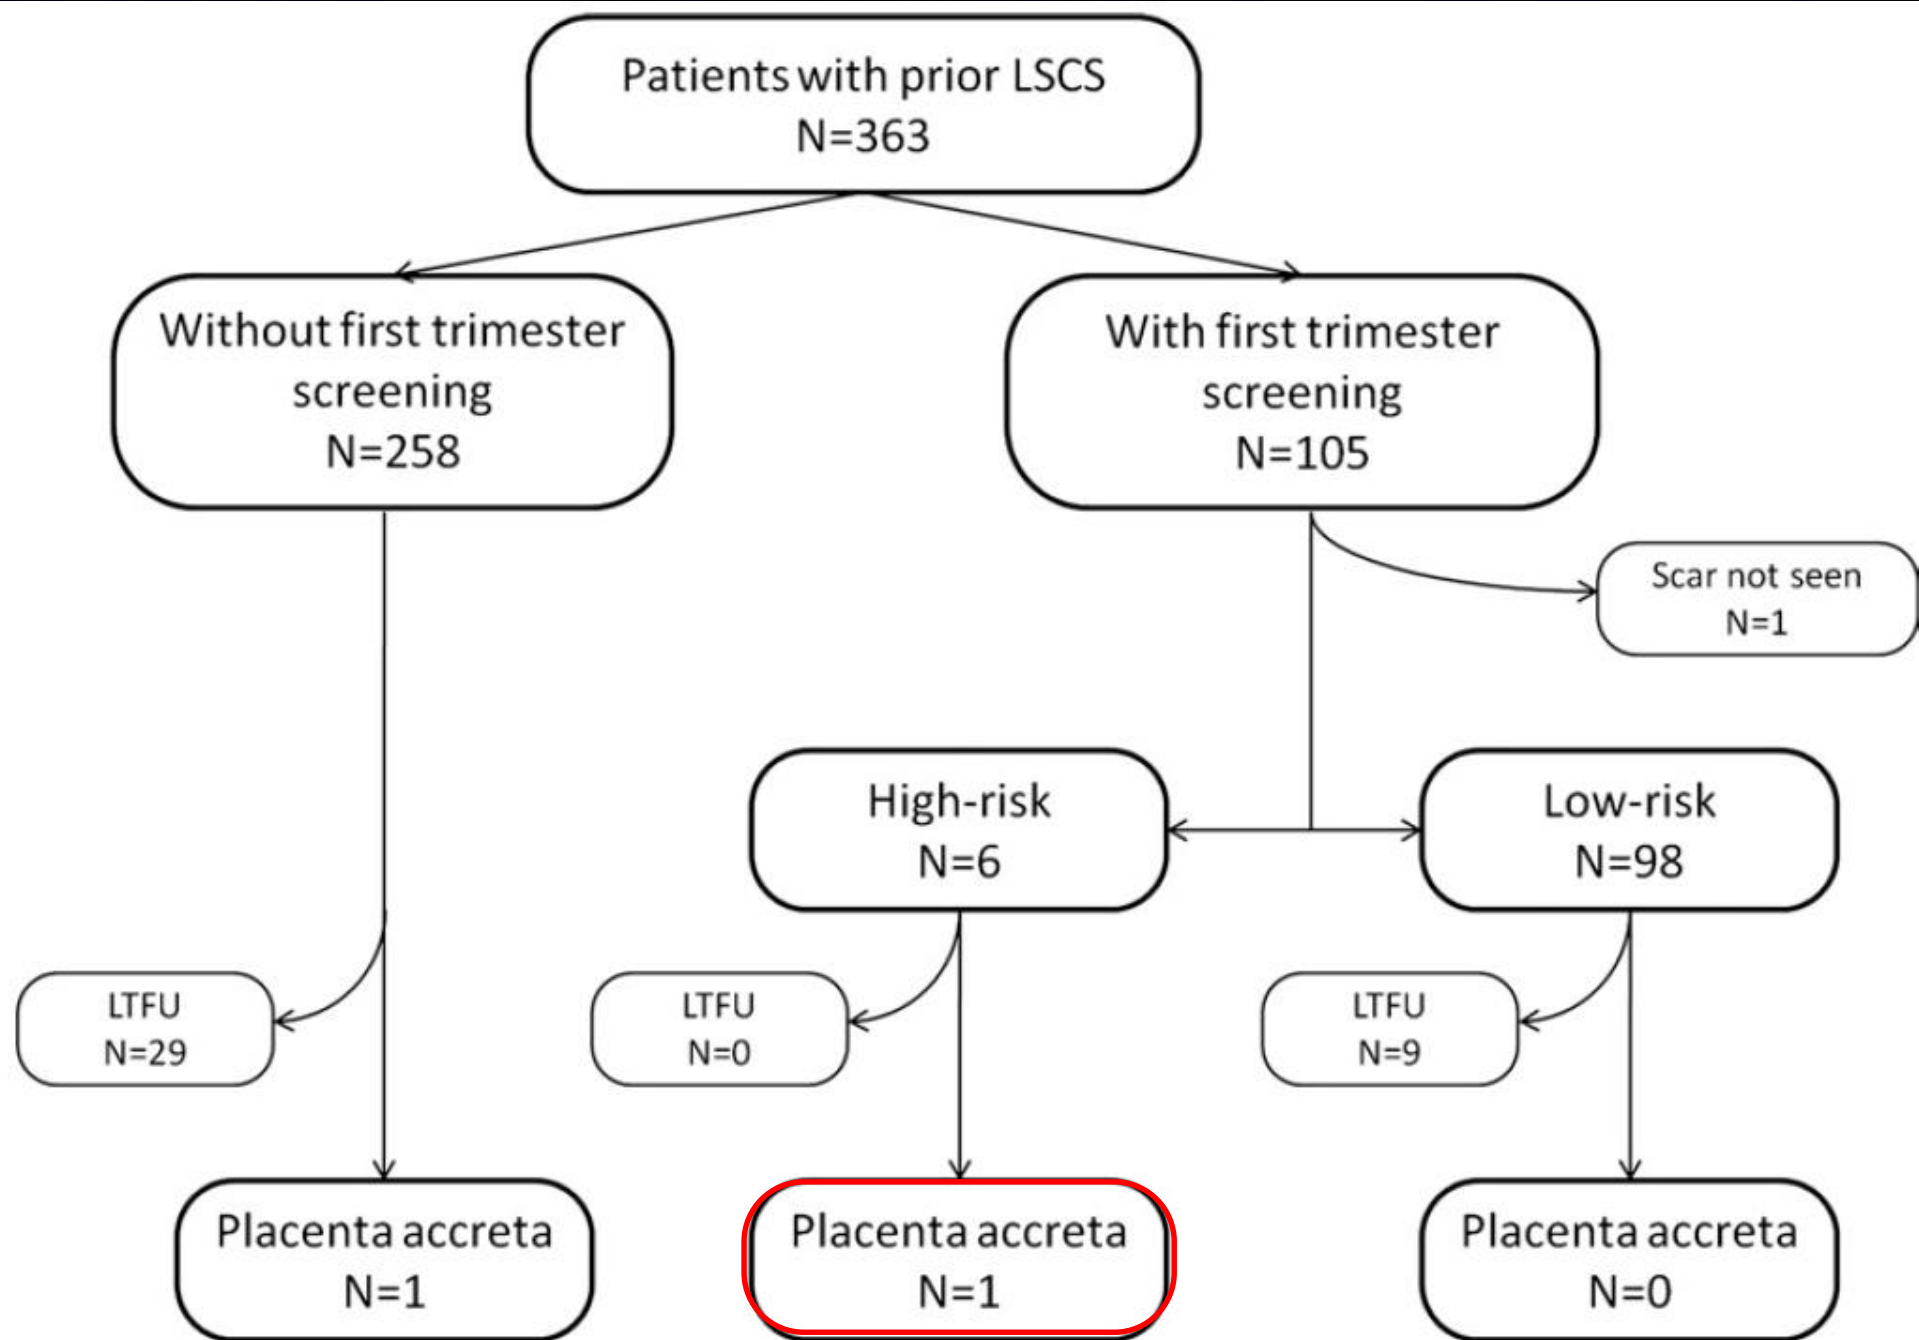 Patients with prior LSCS
N=363
Without first trimester
screening
N=258
With first trimester
screening
N=105
Scar not seen
N=1
High-risk
N=6
Low-risk
N=98
LTFU
N=29
LTFU
N=0
LTFU
N=9
Placenta accreta
N=1
Placenta accreta
N=1
Placenta accreta
N=0